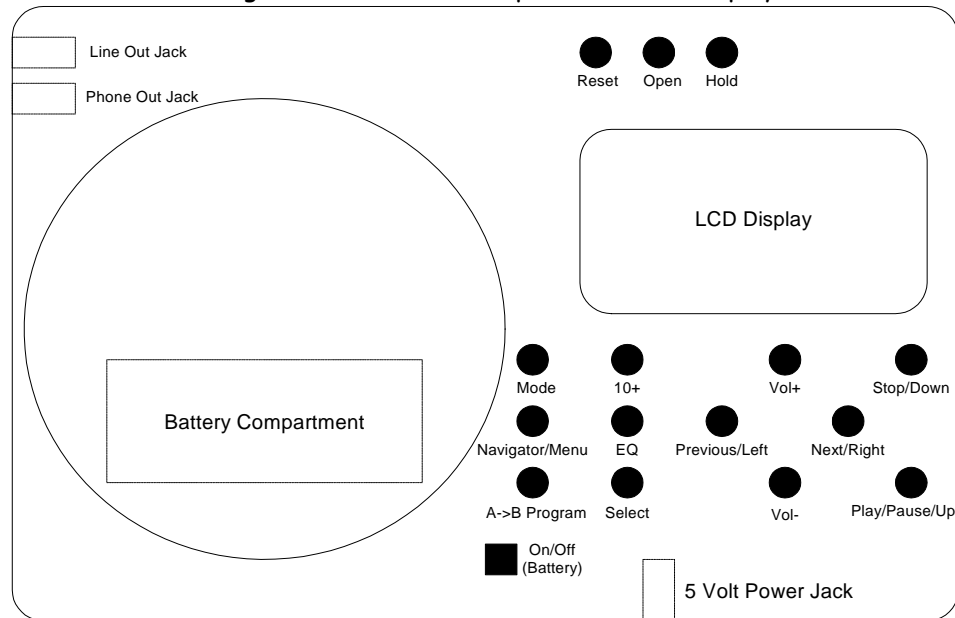 Line Out Jack
Phone Out Jack
Reset Open Hold
LCD Display
Mode 10+ Vol+ Stop/Down
Battery Compartment
Navigator/Menu EQ Previous/Left Next/Right
A->B Program Select Vol- Play/Pause/Up
On/Off
(Battery)
5 Volt Power Jack